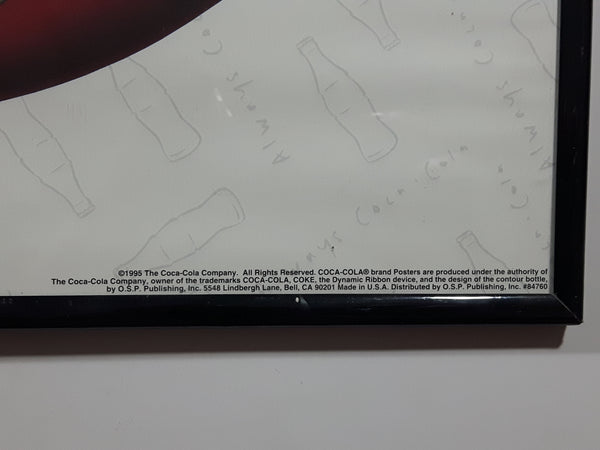 Coca
Always
Always
Cola
Coca-Cola
Coca-Cola
©1995 The Coca-Cola Company. All Rights Reserved. COCA-COLA® brand Posters are produced under the authority of
The Coca-Cola Company, owner of the trademarks COCA-COLA, COKE, the Dynamic Ribbon device, and the design of the contour bottle,
by O.S.P. Publishing, Inc. 5548 Lindbergh Lane, Bell, CA 90201 Made in U.S.A. Distributed by O.S.P. Publishing, Inc. #84760